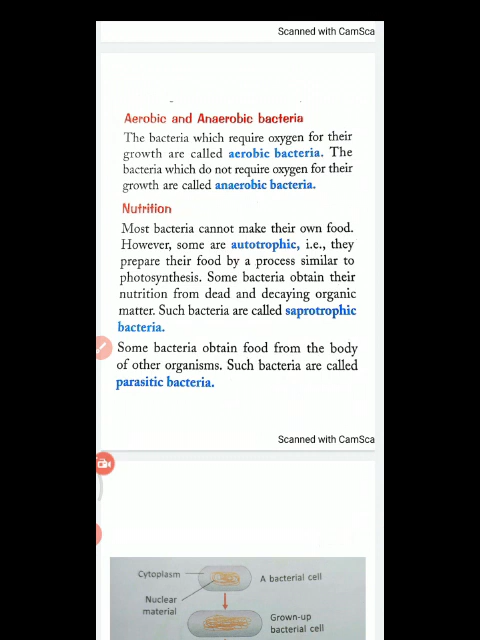 Scanned with CamSca
Aerobic and Anaerobic bacteria
The bacteria which require oxygen for their
growth are called aerobic bacteria. The
bacteria which do not require oxygen for their
growth are called anaerobic bacteria.
Nutrition
Most bacteria cannot make their own food.
However, some are autotrophic, i.e., they
prepare their food by a process similar to
photosynthesis. Some bacteria obtain their
nutrition from dead and decaying organic
matter. Such bacteria are called saprotrophic
bacteria.
Some bacteria obtain food from the body
of other organisms. Such bacteria are called
parasitic bacteria.
Scanned with CamSca
Cytoplasm
A bacterial cell
Nuclear
material
Grown-up
bacterial cell